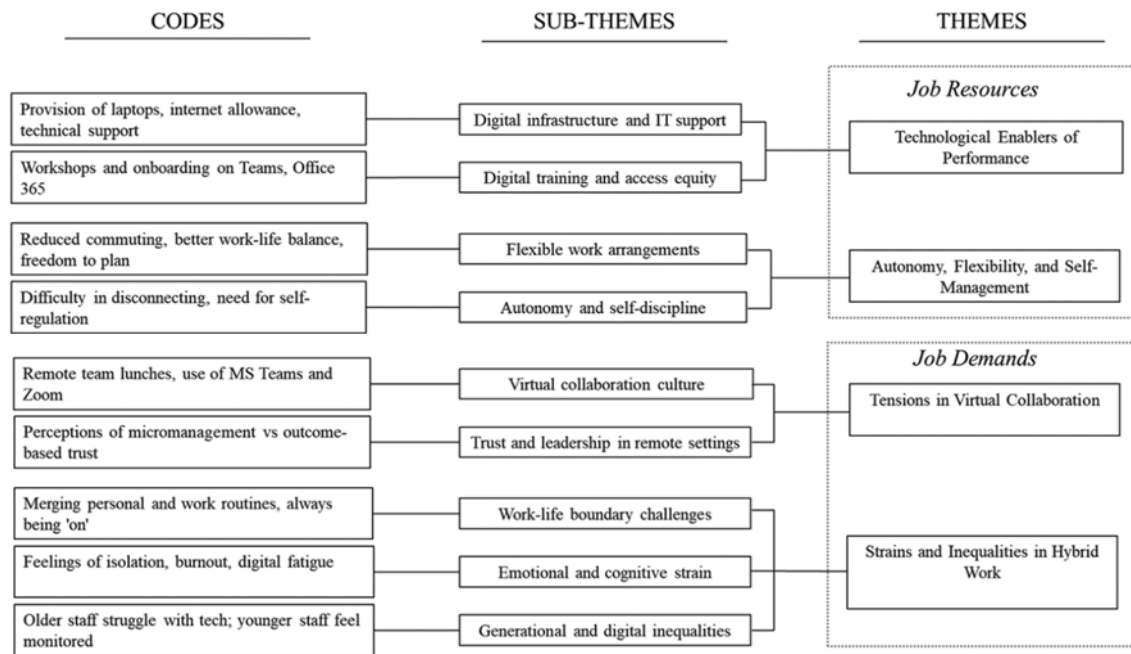 CODES
SUB-THEMES
THEMES
Job Resources
Provision of laptops, internet allowance,
technical support
Digital infrastructure and IT support
Technological Enablers of
Performance
Workshops and onboarding on Teams, Office
365
Digital training and access equity
Reduced commuting, better work-life balance,
freedom to plan
Flexible work arrangements
Autonomy, Flexibility, and Self-
Management
Difficulty in disconnecting, need for self-
regulation
Autonomy and self-discipline
Job Demands
Remote team lunches, use of MS Teams and
Zoom
Virtual collaboration culture
Tensions in Virtual Collaboration
Perceptions of micromanagement vs outcome-
based trust
Trust and leadership in remote settings
Merging personal and work routines, always
being 'on'
Work-life boundary challenges
Strains and Inequalities in Hybrid
Work
Feelings of isolation, burnout, digital fatigue
Emotional and cognitive strain
Older staff struggle with tech; younger staff feel
monitored
Generational and digital inequalities